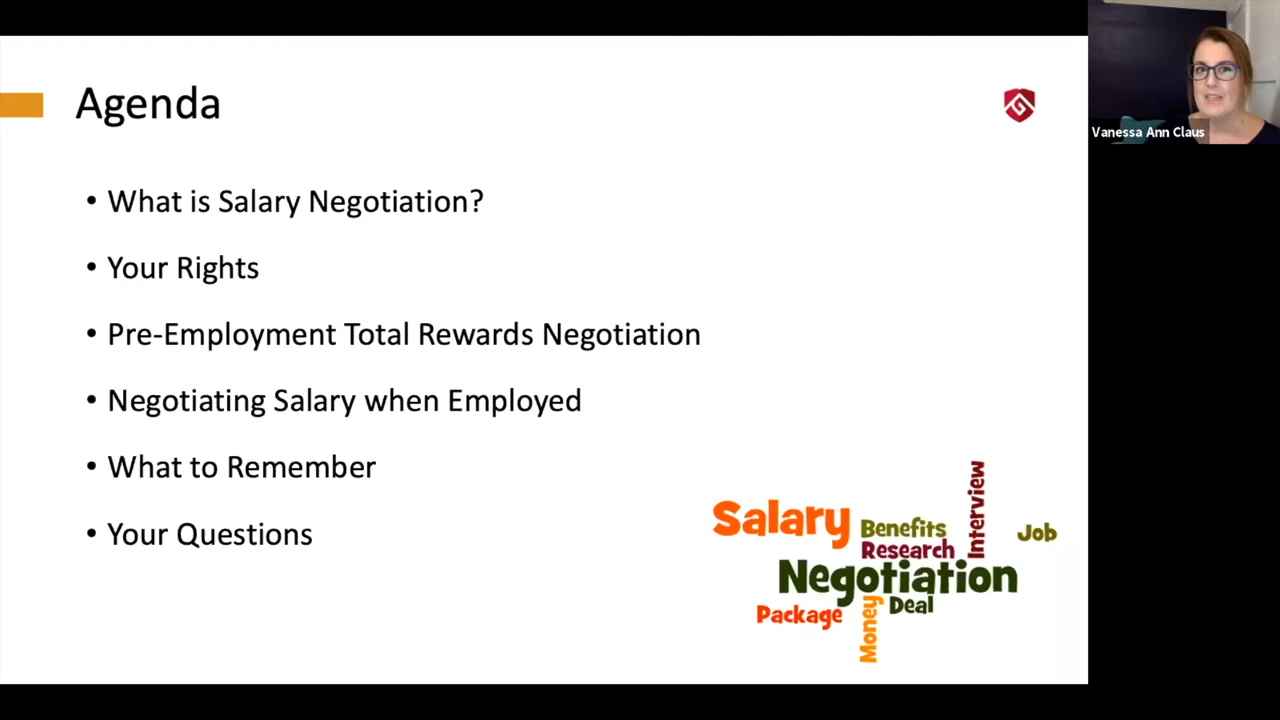 Agenda
• What is Salary Negotiation?
• Your Rights
• Pre-Employment Total Rewards Negotiation
• Negotiating Salary when Employed
• What to Remember
• Your Questions
Salary
Benefits
Interview
Job
Research
Negotiation
Package
Money
Deal
Vanessa Ann Claus